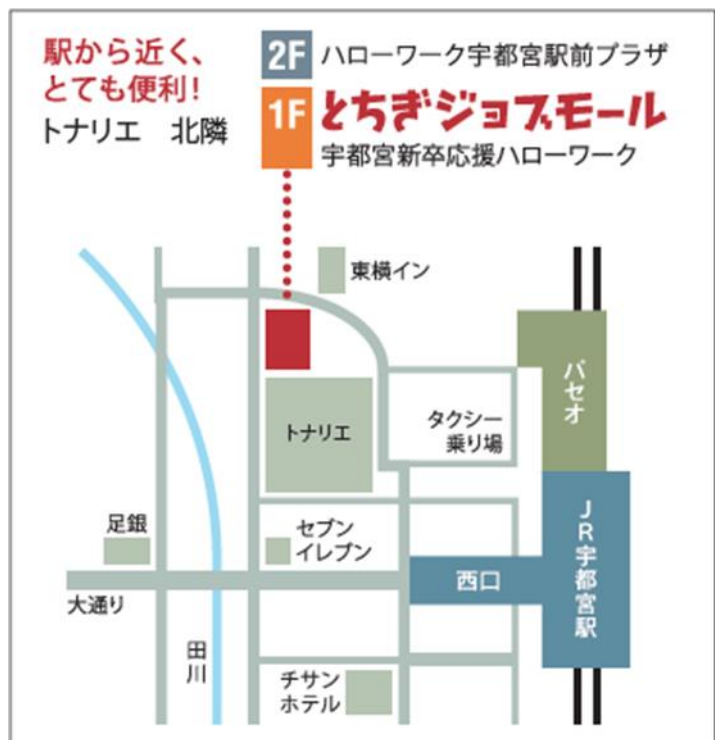 駅から近く、
とても便利！
トナリエ　北隣
2F ハローワーク宇都宮駅前プラザ
1F とちぎジョブモール
宇都宮新卒応援ハローワーク
東横イン
パセオ
トナリエ
タクシー
乗り場
足銀
セブン
イレブン
西口
JR宇都宮駅
大通り
田川
チサン
ホテル